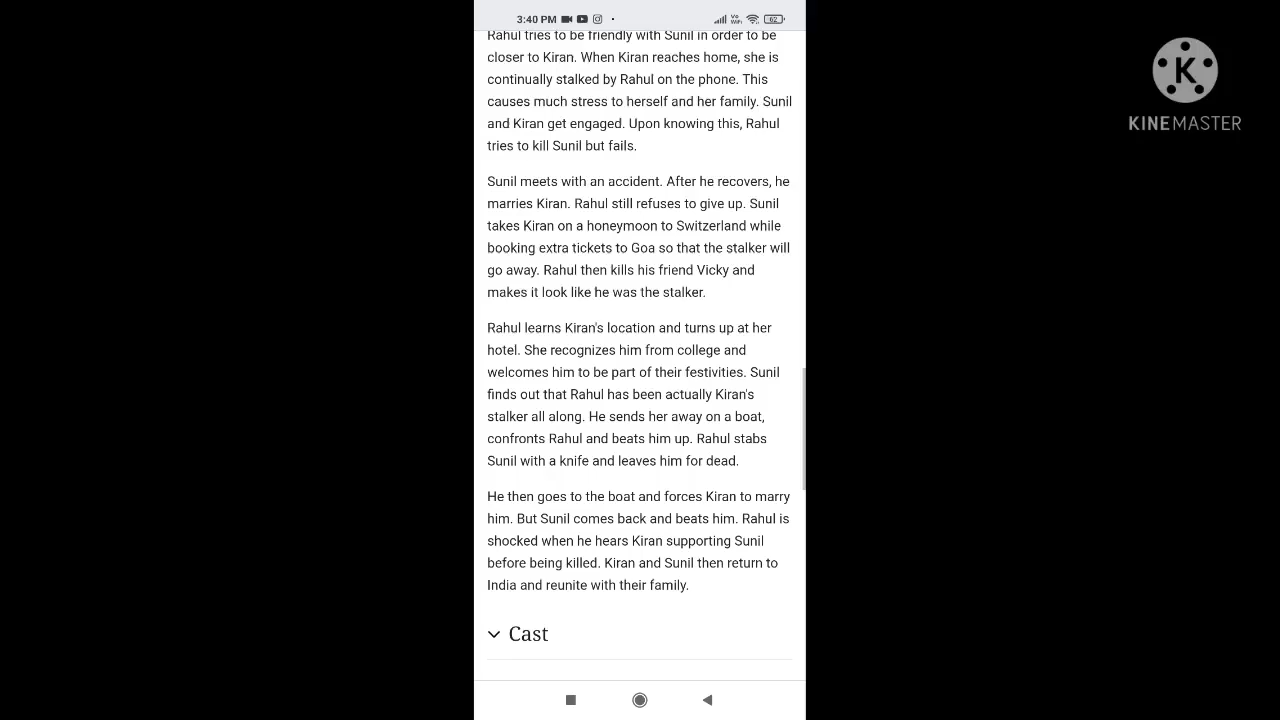 3:40 PM
Vo WiFi
62
Rahul tries to be friendly with Sunil in order to be
closer to Kiran. When Kiran reaches home, she is
continually stalked by Rahul on the phone. This
causes much stress to herself and her family. Sunil
and Kiran get engaged. Upon knowing this, Rahul
tries to kill Sunil but fails.
Sunil meets with an accident. After he recovers, he
marries Kiran. Rahul still refuses to give up. Sunil
takes Kiran on a honeymoon to Switzerland while
booking extra tickets to Goa so that the stalker will
go away. Rahul then kills his friend Vicky and
makes it look like he was the stalker.
Rahul learns Kiran's location and turns up at her
hotel. She recognizes him from college and
welcomes him to be part of their festivities. Sunil
finds out that Rahul has been actually Kiran's
stalker all along. He sends her away on a boat,
confronts Rahul and beats him up. Rahul stabs
Sunil with a knife and leaves him for dead.
He then goes to the boat and forces Kiran to marry
him. But Sunil comes back and beats him. Rahul is
shocked when he hears Kiran supporting Sunil
before being killed. Kiran and Sunil then return to
India and reunite with their family.
Cast
K
KINEMASTER